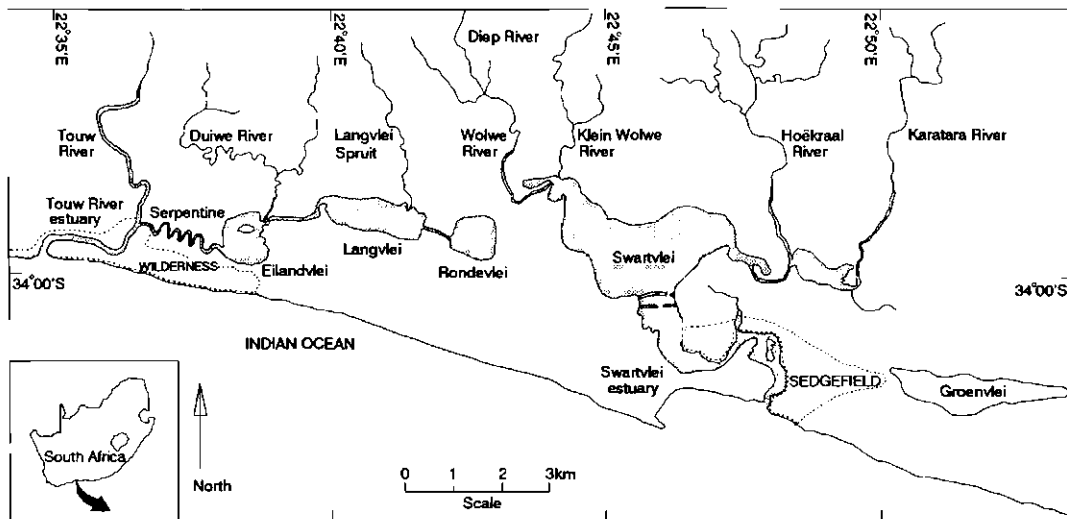 22°35'E
22°40'E
22°45'E
22°50'E
Diep River
Touw
River
Duiwe River
Langvlei
Spruit
Wolwe
River
Klein Wolwe
River
Hoëkraal
River
Karatara River
Touw River
estuary
Serpentine
WILDERNESS
Eilandvlei
Langvlei
Rondevlei
Swartvlei
34°00'S
34°00'S
INDIAN OCEAN
Swartvlei
estuary
SEDGEFIELD
Groenvlei
South Africa
North
0 1 2 3km
Scale